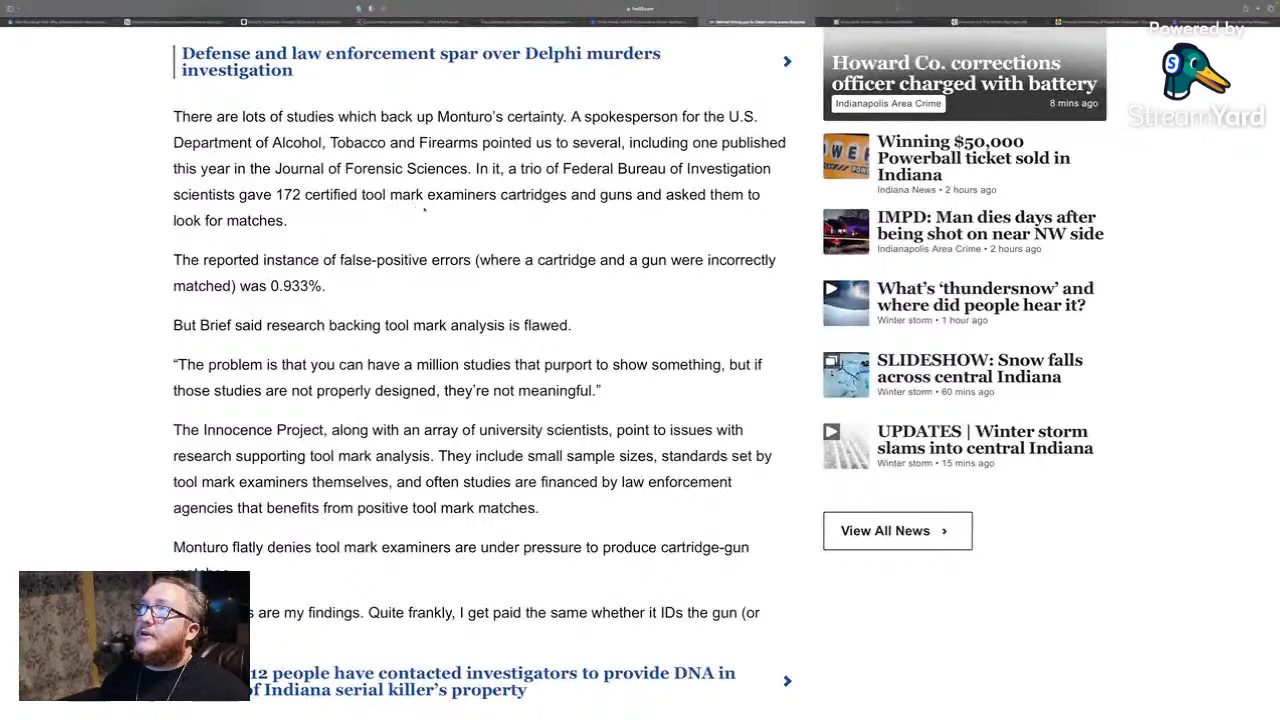 fox59.com
Defense and law enforcement spar over Delphi murders
investigation
There are lots of studies which back up Monturo’s certainty. A spokesperson for the U.S.
Department of Alcohol, Tobacco and Firearms pointed us to several, including one published
this year in the Journal of Forensic Sciences. In it, a trio of Federal Bureau of Investigation
scientists gave 172 certified tool mark examiners cartridges and guns and asked them to
look for matches.
The reported instance of false-positive errors (where a cartridge and a gun were incorrectly
matched) was 0.933%.
But Brief said research backing tool mark analysis is flawed.
“The problem is that you can have a million studies that purport to show something, but if
those studies are not properly designed, they’re not meaningful.”
The Innocence Project, along with an array of university scientists, point to issues with
research supporting tool mark analysis. They include small sample sizes, standards set by
tool mark examiners themselves, and often studies are financed by law enforcement
agencies that benefits from positive tool mark matches.
Monturo flatly denies tool mark examiners are under pressure to produce cartridge-gun
are my findings. Quite frankly, I get paid the same whether it IDs the gun (or
12 people have contacted investigators to provide DNA in
of Indiana serial killer’s property
Howard Co. corrections
officer charged with battery
Indianapolis Area Crime 8 mins ago
Winning $50,000
Powerball ticket sold in
Indiana
Indiana News • 2 hours ago
IMPD: Man dies days after
being shot on near NW side
Indianapolis Area Crime • 2 hours ago
What’s ‘thundersnow’ and
where did people hear it?
Winter storm • 1 hour ago
SLIDESHOW: Snow falls
across central Indiana
Winter storm • 60 mins ago
UPDATES | Winter storm
slams into central Indiana
Winter storm • 15 mins ago
View All News ›
Powered by
S
StreamYard